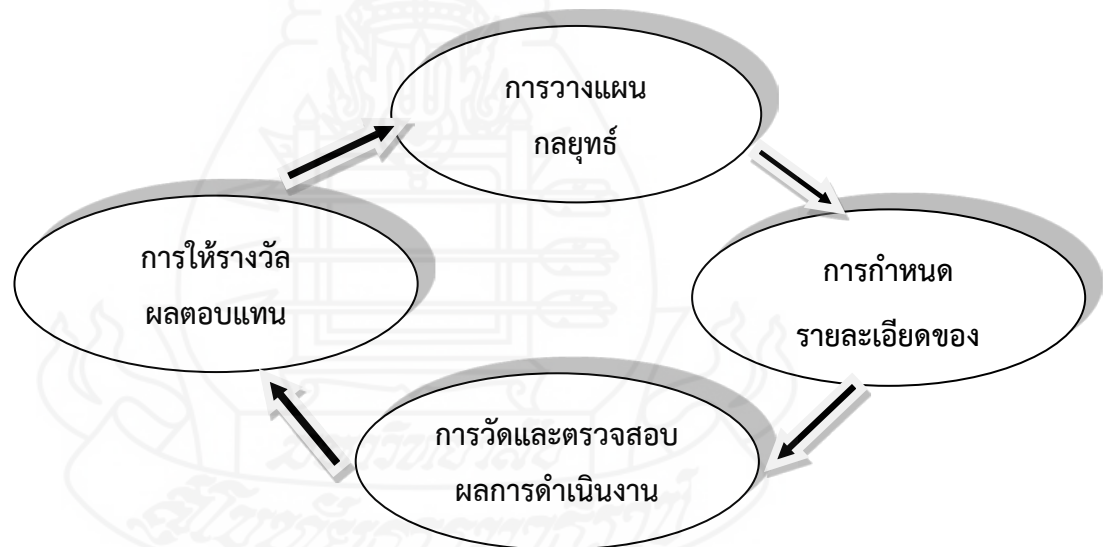 การวางแผน
กลยุทธ์
การกำหนด
รายละเอียดของ
การวัดและตรวจสอบ
ผลการดำเนินงาน
การให้รางวัล
ผลตอบแทน